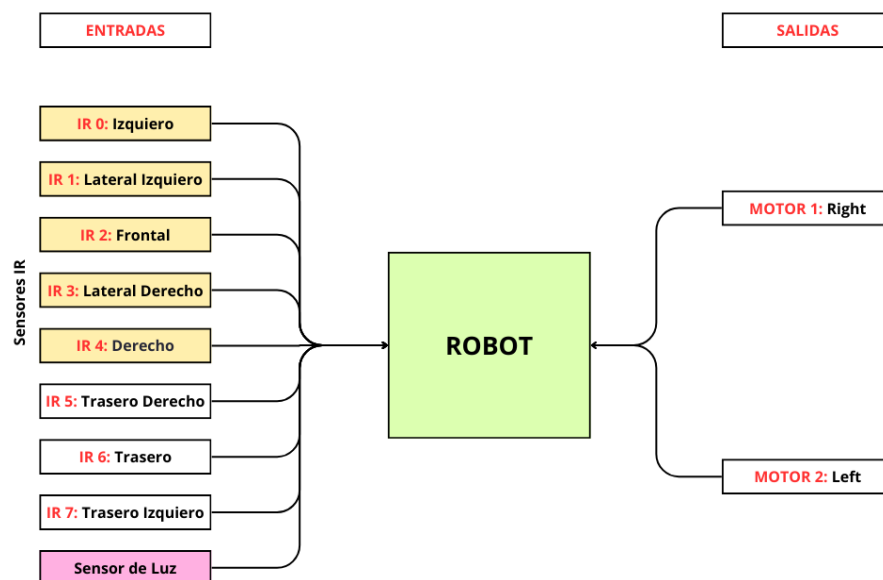 ENTRADAS
SALIDAS
Sensores IR
IR 0: Izquiero
IR 1: Lateral Izquiero
IR 2: Frontal
IR 3: Lateral Derecho
IR 4: Derecho
IR 5: Trasero Derecho
IR 6: Trasero
IR 7: Trasero Izquiero
Sensor de Luz
ROBOT
MOTOR 1: Right
MOTOR 2: Left